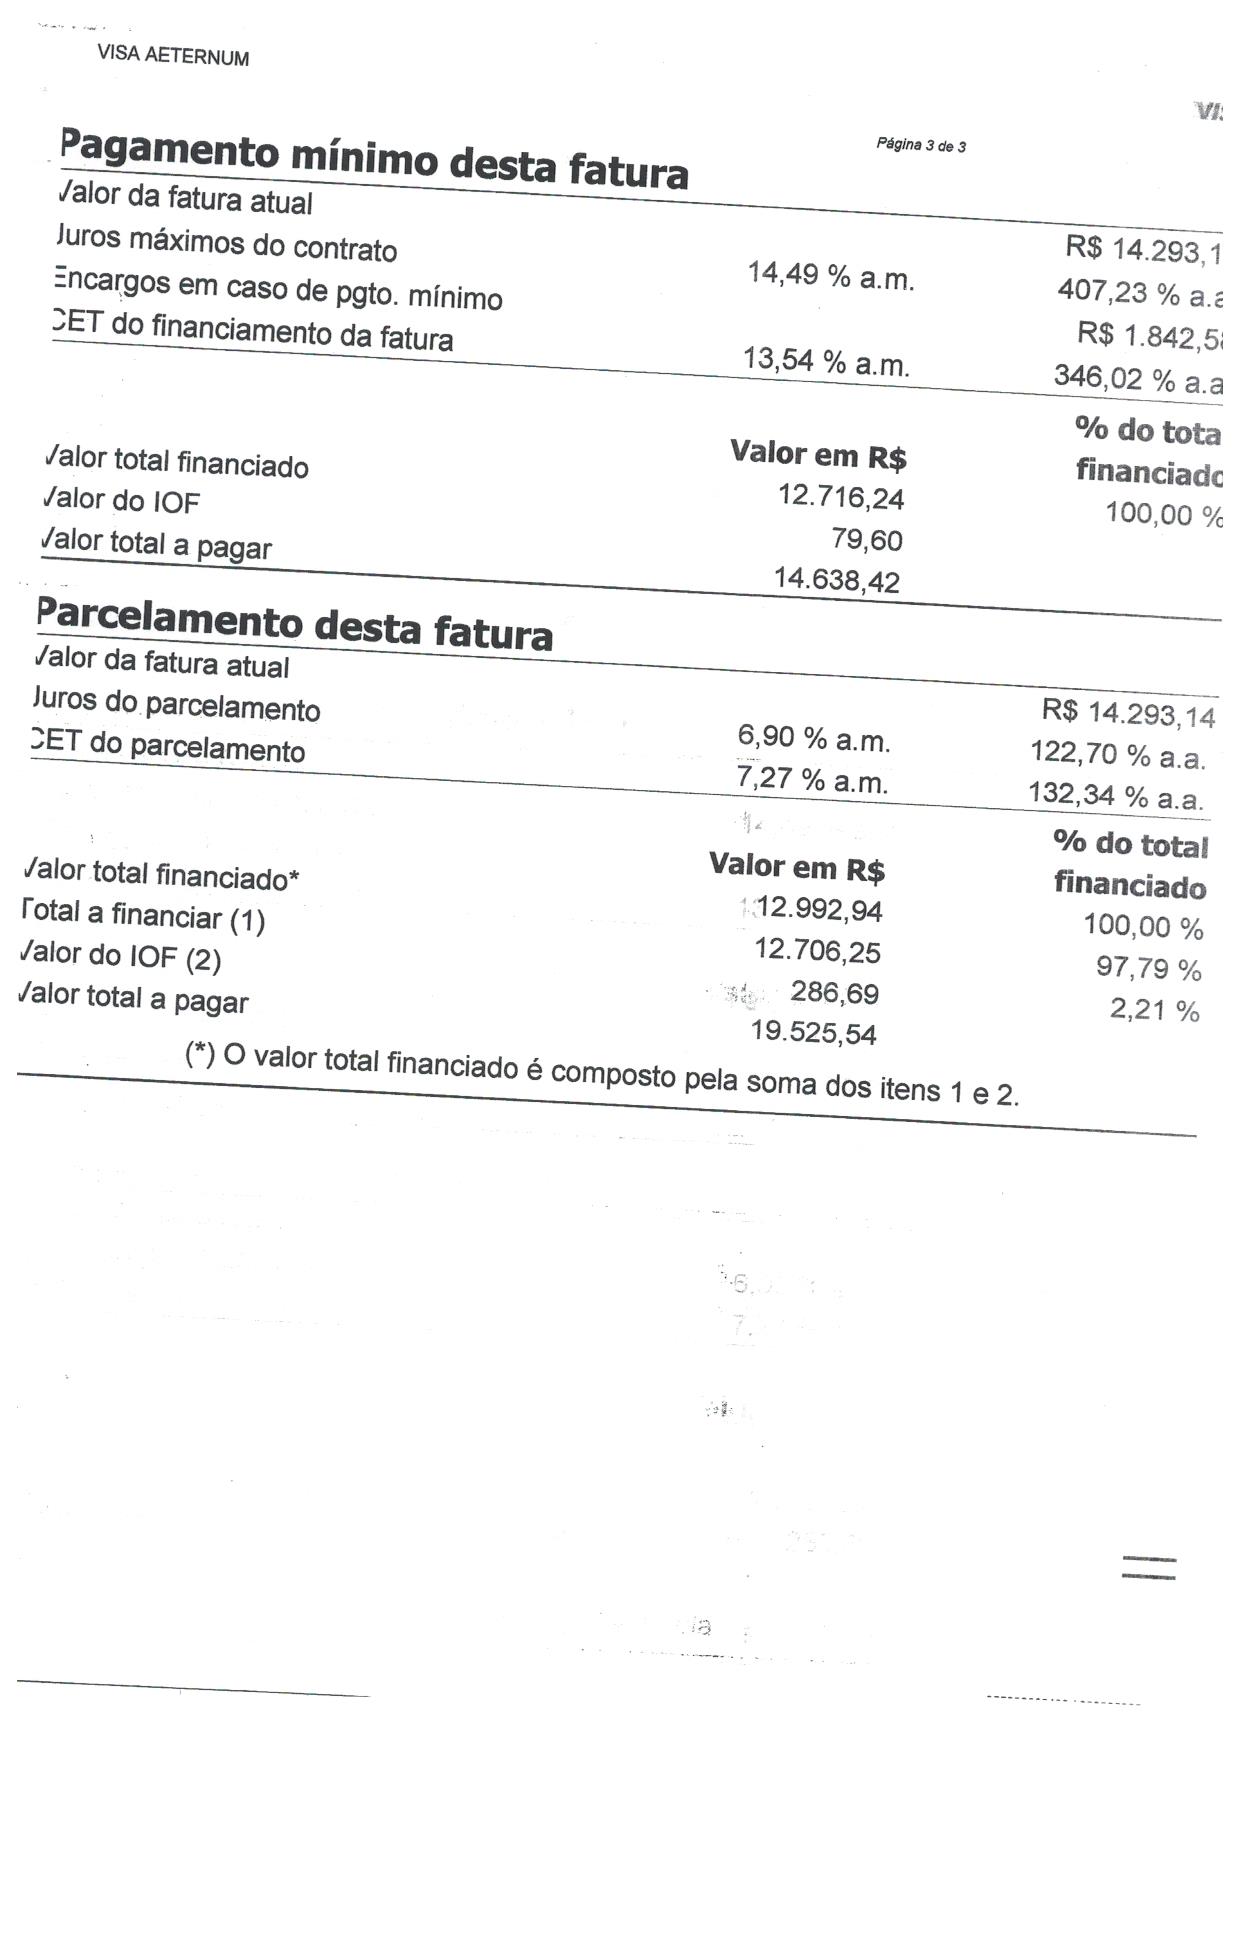 VISA AETERNUM
Página 3 de 3
Pagamento mínimo desta fatura
Valor da fatura atual R$ 14.293,1
Juros máximos do contrato 14,49 % a.m. 407,23 % a.a
Encargos em caso de pgto. mínimo R$ 1.842,5
CET do financiamento da fatura 13,54 % a.m. 346,02 % a.a
Valor em R$ % do tota
financiado
Valor total financiado 12.716,24 100,00 %
Valor do IOF 79,60
Valor total a pagar 14.638,42
Parcelamento desta fatura
Valor da fatura atual R$ 14.293,14
Juros do parcelamento 6,90 % a.m. 122,70 % a.a.
CET do parcelamento 7,27 % a.m. 132,34 % a.a.
Valor em R$ % do total
financiado
Valor total financiado* 12.992,94 100,00 %
Total a financiar (1) 12.706,25 97,79 %
Valor do IOF (2) 286,69 2,21 %
Valor total a pagar 19.525,54
(*) O valor total financiado é composto pela soma dos itens 1 e 2.